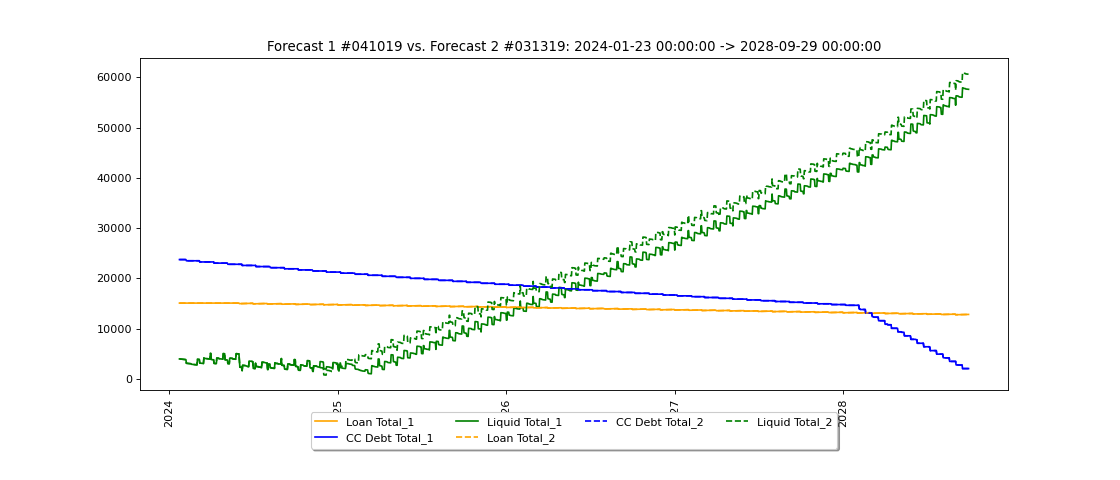 Forecast 1 #041019 vs. Forecast 2 #031319: 2024-01-23 00:00:00 -> 2028-09-29 00:00:00
60000
50000
40000
30000
20000
10000
0
2024
25
26
27
2028
Loan Total_1
Liquid Total_1
CC Debt Total_2
Liquid Total_2
CC Debt Total_1
Loan Total_2